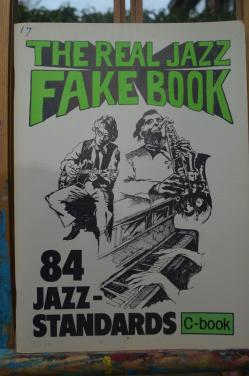 17
THE REAL JAZZ
FAKE BOOK
84
JAZZ-
STANDARDS
C-book